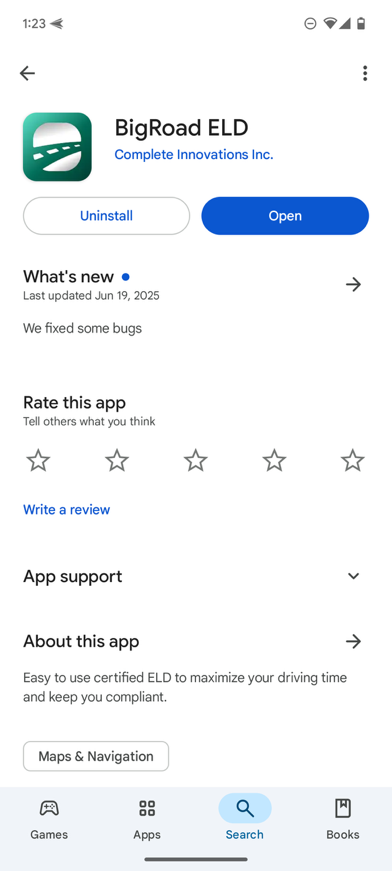 1:23
BigRoad ELD
Complete Innovations Inc.
Uninstall
Open
What's new
Last updated Jun 19, 2025
We fixed some bugs
Rate this app
Tell others what you think
Write a review
App support
About this app
Easy to use certified ELD to maximize your driving time
and keep you compliant.
Maps & Navigation
Games
Apps
Search
Books